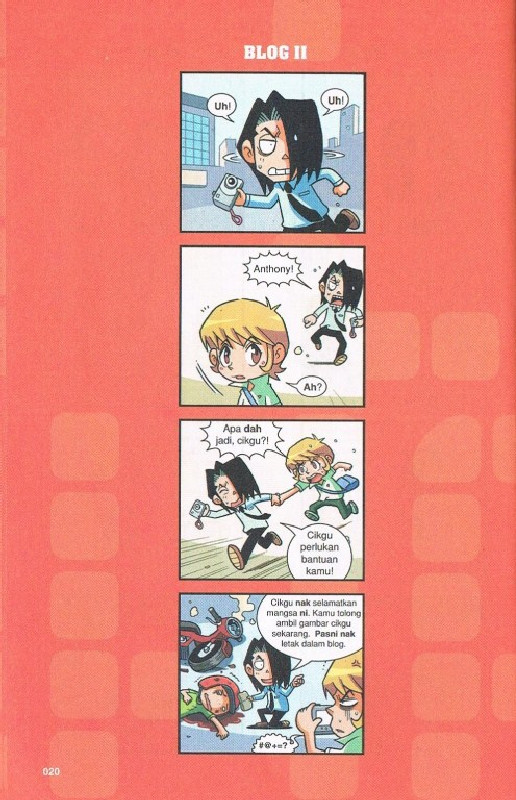 BLOG II
Uh!
Uh!
Anthony!
Ah?
Apa dah
jadi, cikgu?!
Cikgu
perlukan
bantuan
kamu!
Cikgu nak selamatkan
mangsa ni. Kamu tolong
ambil gambar cikgu
sekarang. Pasni nak
letak dalam blog.
#@+=?
020